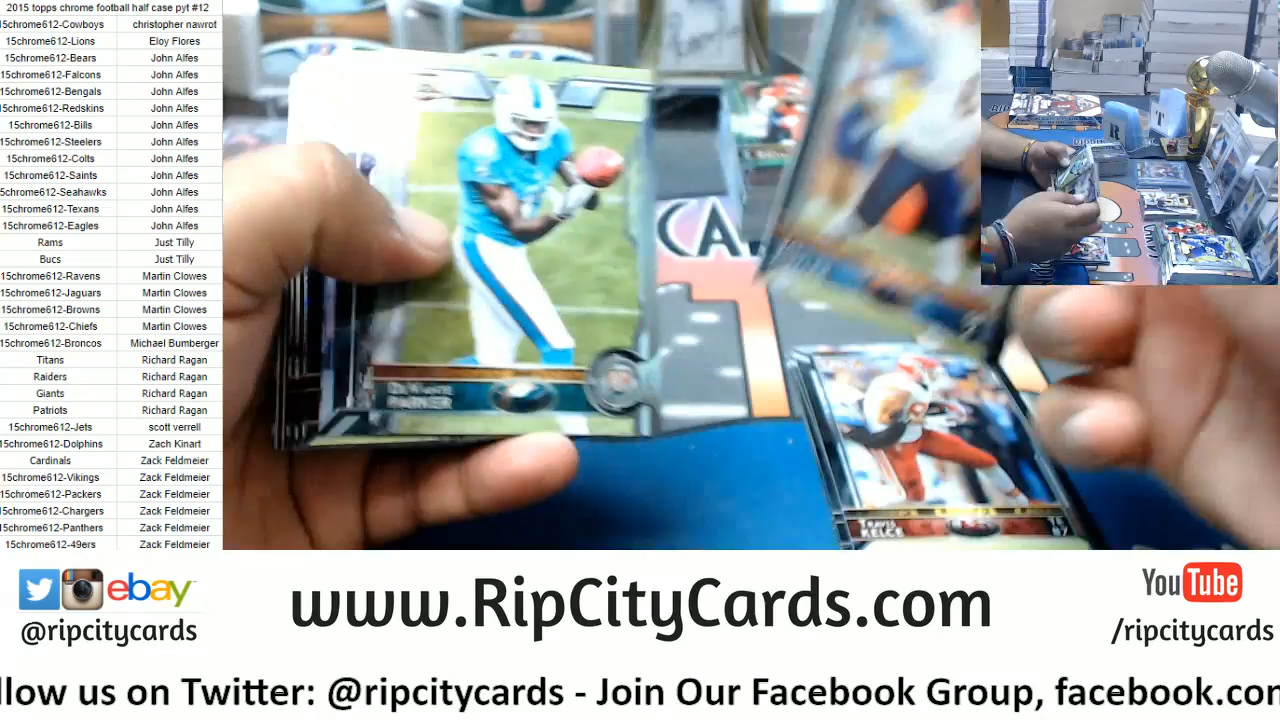 2015 topps chrome football half case pyt #12
15chrome612-Cowboys christopher nawrot
15chrome612-Lions Eloy Flores
15chrome612-Bears John Alfes
15chrome612-Falcons John Alfes
15chrome612-Bengals John Alfes
15chrome612-Redskins John Alfes
15chrome612-Bills John Alfes
15chrome612-Steelers John Alfes
15chrome612-Colts John Alfes
15chrome612-Saints John Alfes
15chrome612-Seahawks John Alfes
15chrome612-Texans John Alfes
15chrome612-Eagles John Alfes
Rams Just Tilly
Bucs Just Tilly
15chrome612-Ravens Martin Clowes
15chrome612-Jaguars Martin Clowes
15chrome612-Browns Martin Clowes
15chrome612-Chiefs Martin Clowes
15chrome612-Broncos Michael Bumberger
Titans Richard Ragan
Raiders Richard Ragan
Giants Richard Ragan
Patriots Richard Ragan
15chrome612-Jets scott verrell
15chrome612-Dolphins Zach Kinart
Cardinals Zack Feldmeier
15chrome612-Vikings Zack Feldmeier
15chrome612-Packers Zack Feldmeier
15chrome612-Chargers Zack Feldmeier
15chrome612-Panthers Zack Feldmeier
15chrome612-49ers Zack Feldmeier
CA
DeVANTE
PARKER
TRAVIS
KELCE
TE
87
R
T
ebay
@ripcitycards
www.RipCityCards.com
YouTube
/ripcitycards
llow us on Twitter: @ripcitycards - Join Our Facebook Group, facebook.con